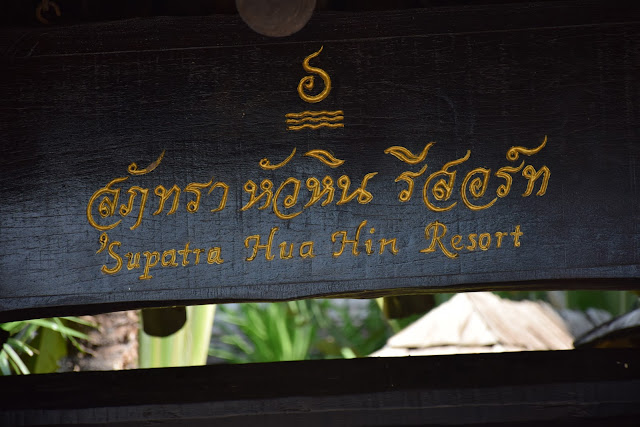 สุภัทรา หัวหิน รีสอร์ท
Supatra Hua Hin Resort